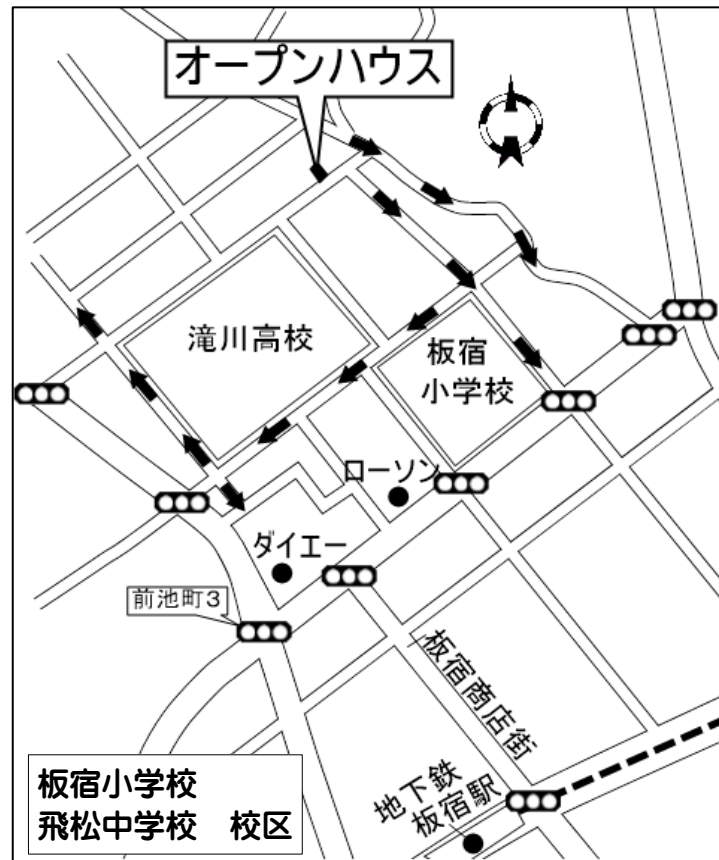 オープンハウス
滝川高校
板宿
小学校
ローソン
ダイエー
前池町3
板宿商店街
地下鉄
板宿駅
板宿小学校
飛松中学校 校区